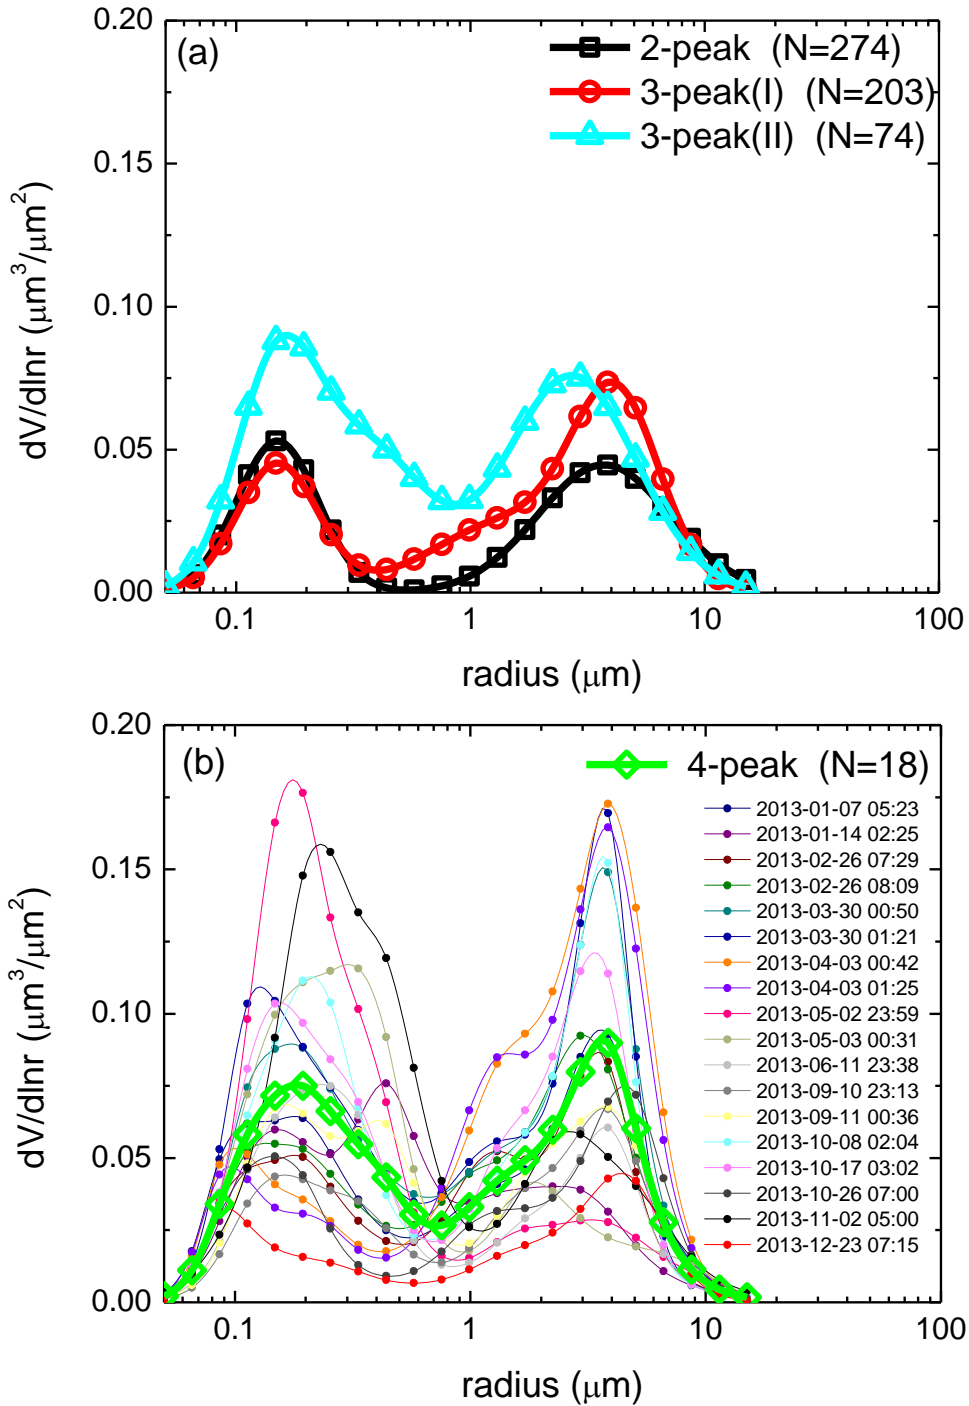 (a)
2-peak (N=274)
3-peak(I) (N=203)
3-peak(II) (N=74)
0.20
0.15
0.10
0.05
0.00
dV/dlnr (μm³/μm²)
0.1 1 10 100
radius (μm)
(b)
4-peak (N=18)
2013-01-07 05:23
2013-01-14 02:25
2013-02-26 07:29
2013-02-26 08:09
2013-03-30 00:50
2013-03-30 01:21
2013-04-03 00:42
2013-04-03 01:25
2013-05-02 23:59
2013-05-03 00:31
2013-06-11 23:38
2013-09-10 23:13
2013-09-11 00:36
2013-10-08 02:04
2013-10-17 03:02
2013-10-26 07:00
2013-11-02 05:00
2013-12-23 07:15
0.20
0.15
0.10
0.05
0.00
dV/dlnr (μm³/μm²)
0.1 1 10 100
radius (μm)